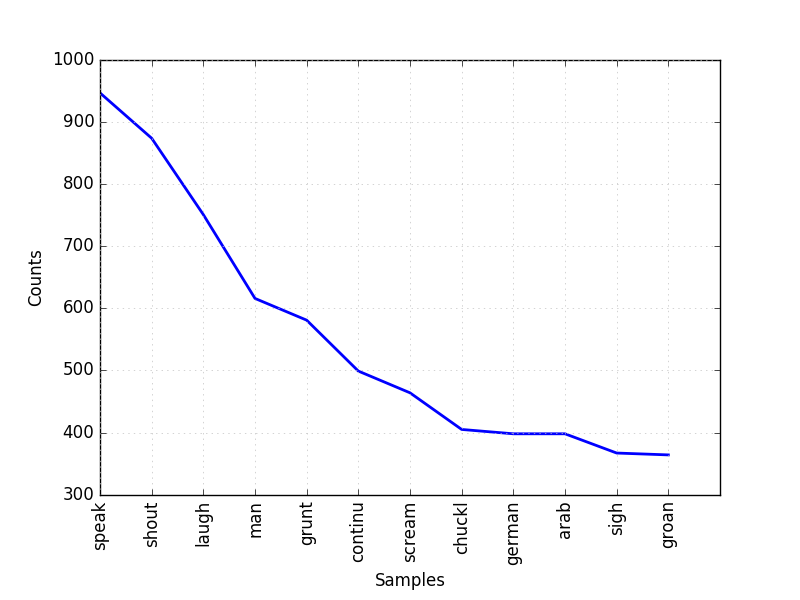 1000
900
800
700
600
500
400
300
Counts
speak
shout
laugh
man
grunt
continu
scream
chuckl
german
arab
sigh
groan
Samples